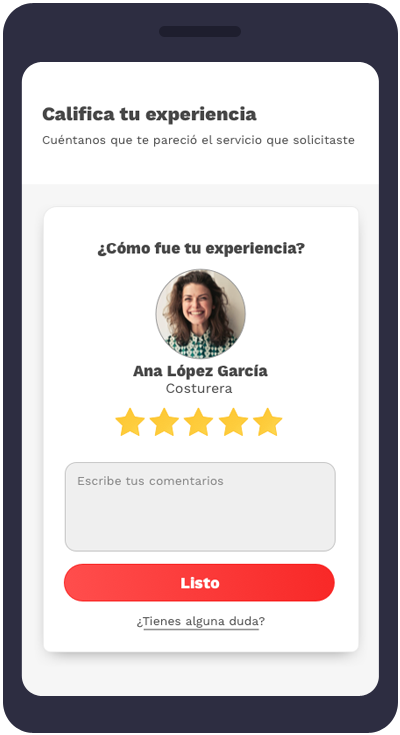 Califica tu experiencia
Cuéntanos que te pareció el servicio que solicitaste
¿Cómo fue tu experiencia?
Ana López García
Costurera
Escribe tus comentarios
Listo
¿Tienes alguna duda?